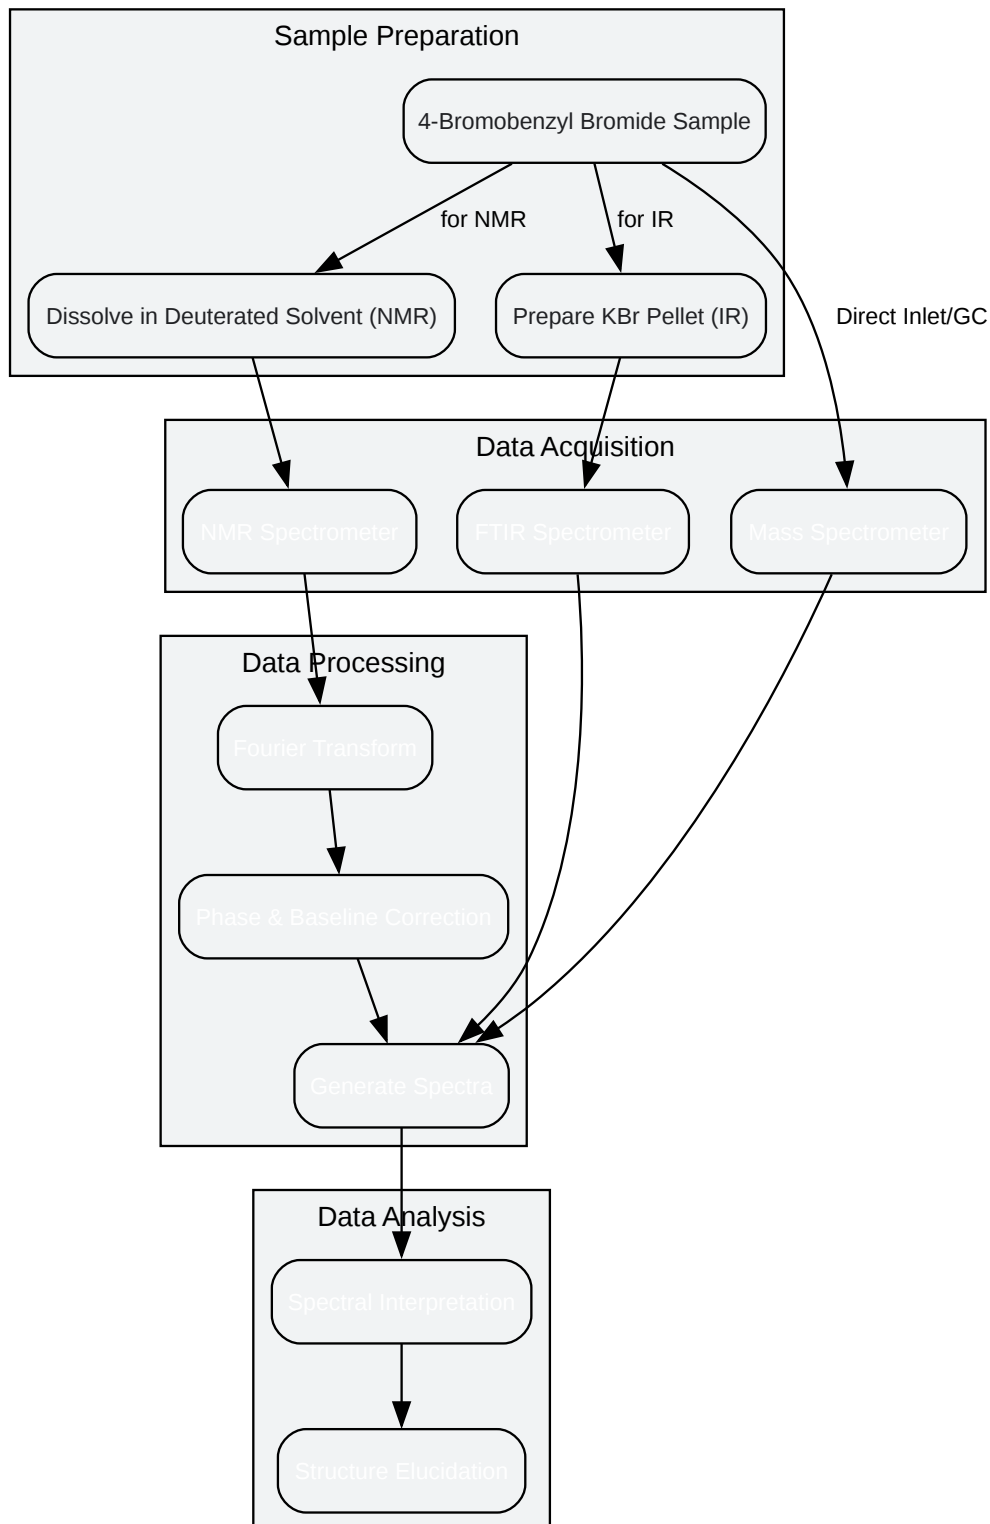 Sample Preparation
4-Bromobenzyl Bromide Sample
for NMR
for IR
Dissolve in Deuterated Solvent (NMR)
Prepare KBr Pellet (IR)
Direct Inlet/GC
Data Acquisition
NMR Spectrometer
FTIR Spectrometer
Mass Spectrometer
Data Processing
Fourier Transform
Phase & Baseline Correction
Generate Spectra
Data Analysis
Spectral Interpretation
Structure Elucidation